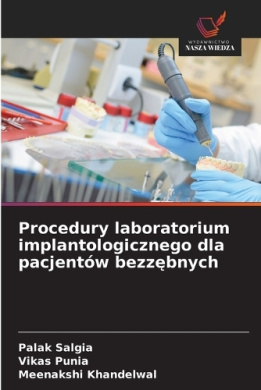 WYDAWNICTWO
NASZA WIEDZA
Procedury laboratorium
implantologicznego dla
pacjentów bezzębnych
Palak Salgia
Vikas Punia
Meenakshi Khandelwal